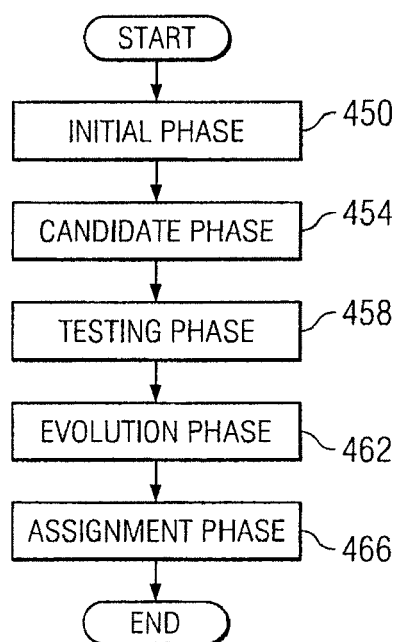 START
INITIAL PHASE
450
CANDIDATE PHASE
454
TESTING PHASE
458
EVOLUTION PHASE
462
ASSIGNMENT PHASE
466
END